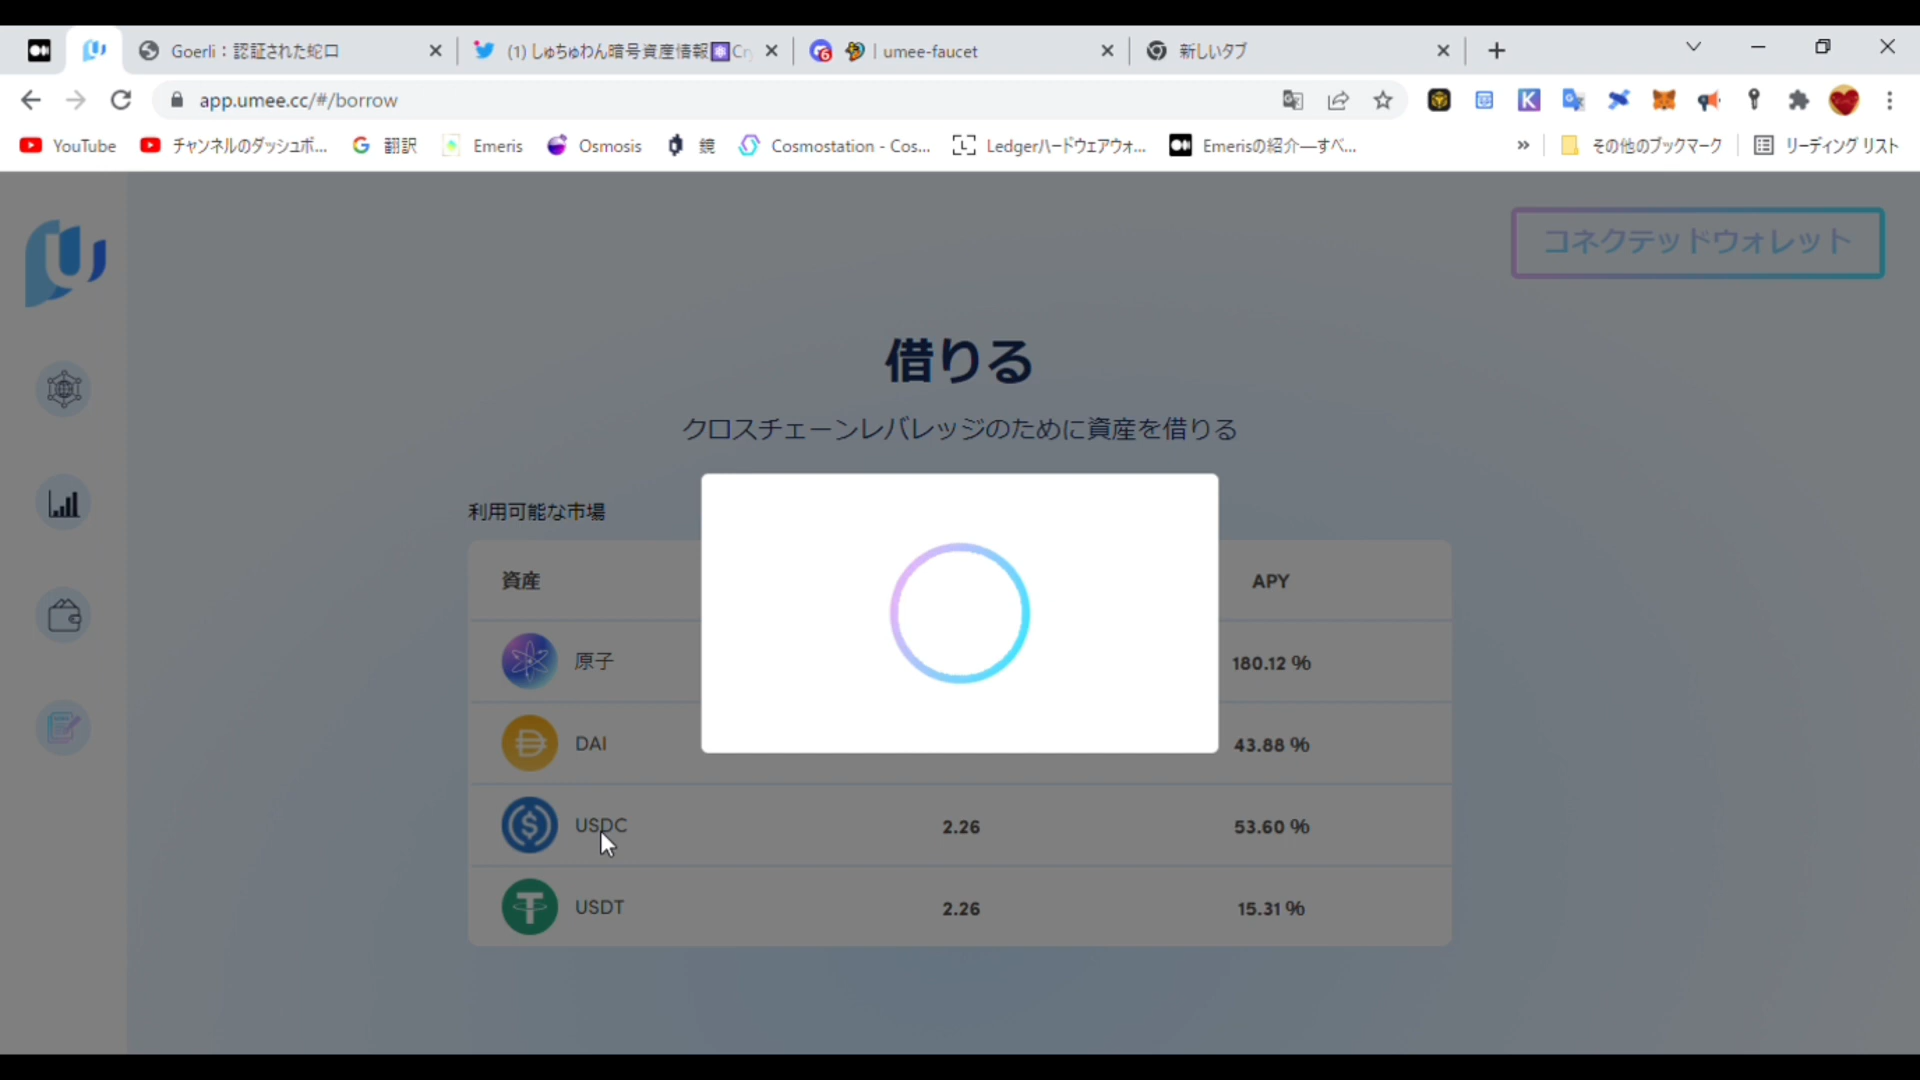 Goerli：認証された蛇口
(1) しゅちゅわん暗号資産情報⚛Cr
| umee-faucet
新しいタブ
app.umee.cc/#/borrow
YouTube
チャンネルのダッシュボ...
翻訳
Emeris
Osmosis
鏡
Cosmostation - Cos...
Ledgerハードウェアウォ...
Emerisの紹介—すべ...
»
その他のブックマーク
リーディング リスト
コネクテッドウォレット
借りる
クロスチェーンレバレッジのために資産を借りる
利用可能な市場
資産 APY
原子 180.12 %
DAI 43.88 %
USDC 2.26 53.60 %
USDT 2.26 15.31 %